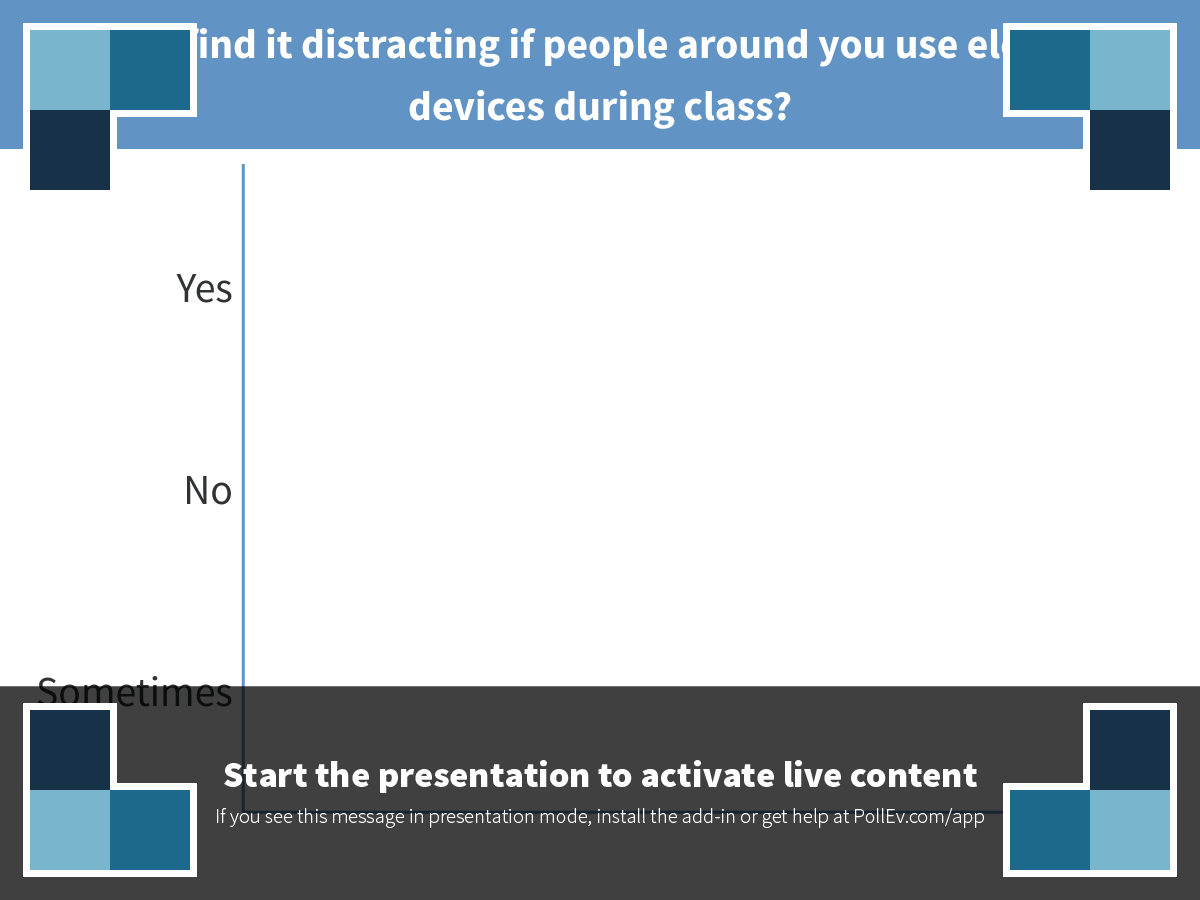 find it distracting if people around you use
devices during class?
Yes
No
Sometimes
Start the presentation to activate live content
If you see this message in presentation mode, install the add-in or get help at PollEv.com/app